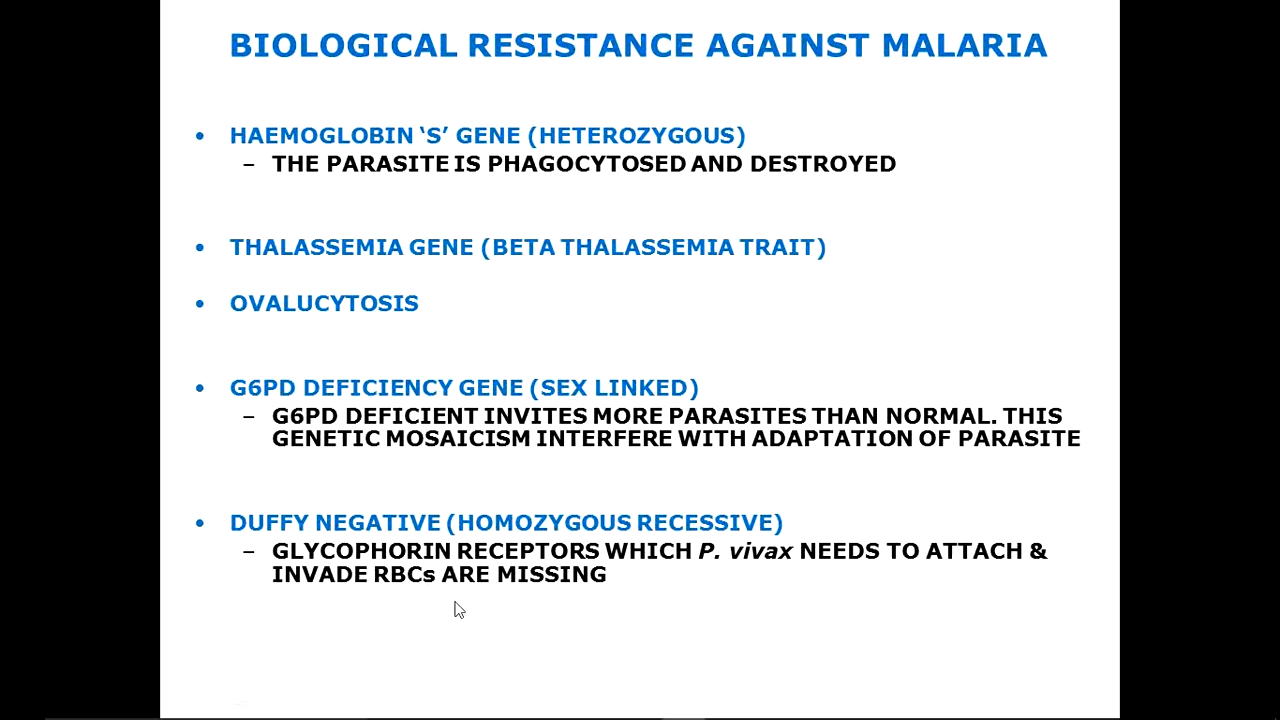 BIOLOGICAL RESISTANCE AGAINST MALARIA
• HAEMOGLOBIN ‘S’ GENE (HETEROZYGOUS)
– THE PARASITE IS PHAGOCYTOSED AND DESTROYED
• THALASSEMIA GENE (BETA THALASSEMIA TRAIT)
• OVALUCYTOSIS
• G6PD DEFICIENCY GENE (SEX LINKED)
– G6PD DEFICIENT INVITES MORE PARASITES THAN NORMAL. THIS
GENETIC MOSAICISM INTERFERE WITH ADAPTATION OF PARASITE
• DUFFY NEGATIVE (HOMOZYGOUS RECESSIVE)
– GLYCOPHORIN RECEPTORS WHICH P. vivax NEEDS TO ATTACH &
INVADE RBCs ARE MISSING